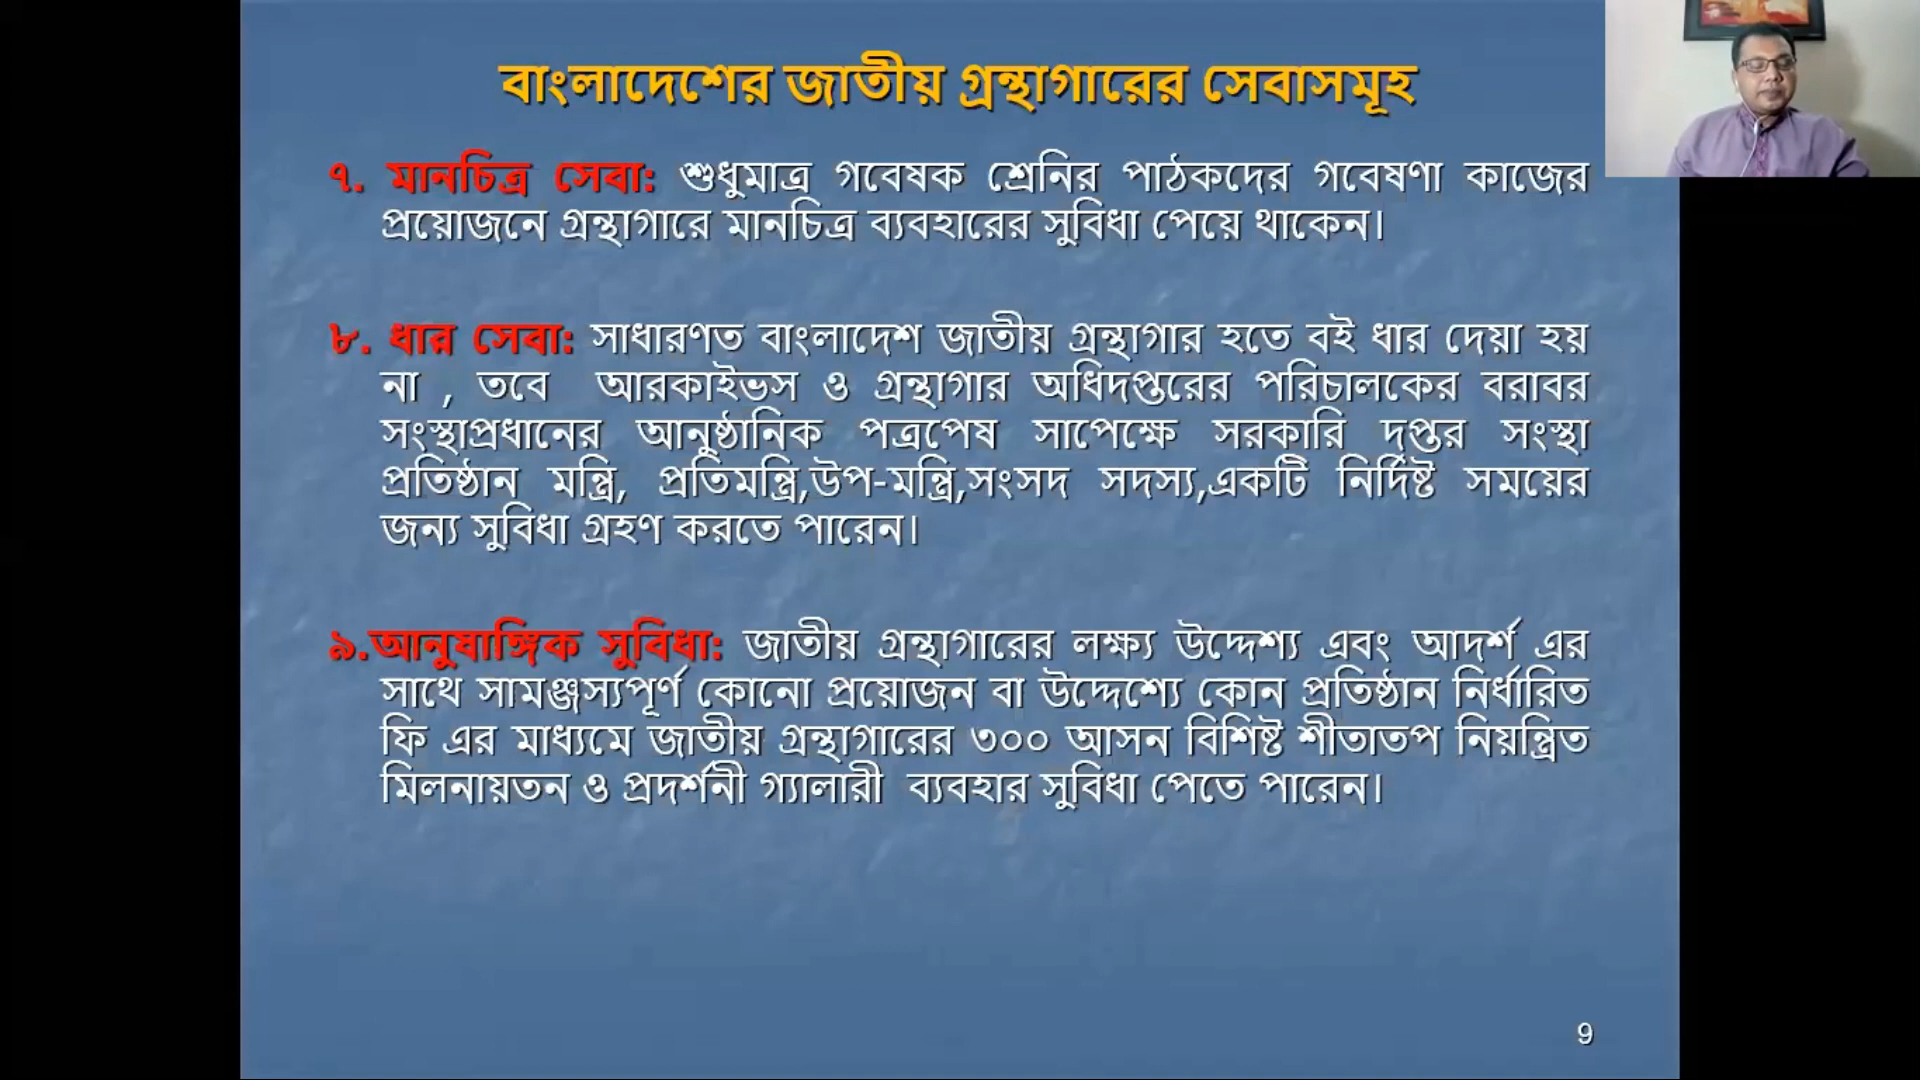 বাংলাদেশের জাতীয় গ্রন্থাগারের সেবাসমূহ
৭. মানচিত্র সেবা: শুধুমাত্র গবেষক শ্রেনির পাঠকদের গবেষণা কাজের
প্রয়োজনে গ্রন্থাগারে মানচিত্র ব্যবহারের সুবিধা পেয়ে থাকেন।
৮. ধার সেবা: সাধারণত বাংলাদেশ জাতীয় গ্রন্থাগার হতে বই ধার দেয়া হয়
না , তবে আরকাইভস ও গ্রন্থাগার অধিদপ্তরের পরিচালকের বরাবর
সংস্থাপ্রধানের আনুষ্ঠানিক পত্রপেষ সাপেক্ষে সরকারি দপ্তর সংস্থা
প্রতিষ্ঠান মন্ত্রি, প্রতিমন্ত্রি,উপ-মন্ত্রি,সংসদ সদস্য,একটি নির্দিষ্ট সময়ের
জন্য সুবিধা গ্রহণ করতে পারেন।
৯.আনুষাঙ্গিক সুবিধা: জাতীয় গ্রন্থাগারের লক্ষ্য উদ্দেশ্য এবং আদর্শ এর
সাথে সামঞ্জস্যপূর্ণ কোনো প্রয়োজন বা উদ্দেশ্যে কোন প্রতিষ্ঠান নির্ধারিত
ফি এর মাধ্যমে জাতীয় গ্রন্থাগারের ৩০০ আসন বিশিষ্ট শীতাতপ নিয়ন্ত্রিত
মিলনায়তন ও প্রদর্শনী গ্যালারী ব্যবহার সুবিধা পেতে পারেন।
9